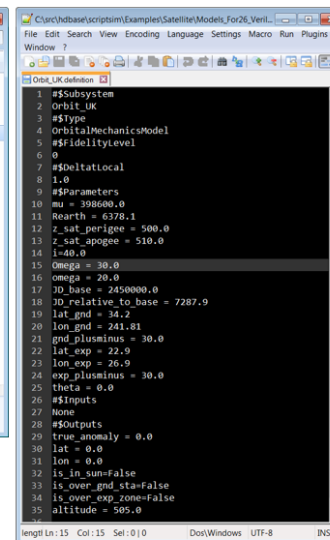 C:\src\hdbase\scriptsim\Examples\Satellite\Models_For26_Veril...
File Edit Search View Encoding Language Settings Macro Run Plugins
Window ?
Orbit_UK.definition
1 #$Subsystem
2 Orbit_UK
3 #$Type
4 OrbitalMechanicsModel
5 #$FidelityLevel
6 0
7 #$DeltatLocal
8 1.0
9 #$Parameters
10 mu = 398600.0
11 Rearth = 6378.1
12 z_sat_perigee = 500.0
13 z_sat_apogee = 510.0
14 i=40.0
15 Omega = 30.0
16 omega = 20.0
17 JD_base = 2450000.0
18 JD_relative_to_base = 7287.9
19 lat_gnd = 34.2
20 lon_gnd = 241.81
21 gnd_plusminus = 30.0
22 lat_exp = 22.9
23 lon_exp = 26.9
24 exp_plusminus = 30.0
25 theta = 0.0
26 #$Inputs
27 None
28 #$Outputs
29 true_anomaly = 0.0
30 lat = 0.0
31 lon = 0.0
32 is_in_sun=False
33 is_over_gnd_sta=False
34 is_over_exp_zone=False
35 altitude = 505.0
lengtl Ln : 15 Col : 15 Sel : 0 | 0 Dos\Windows UTF-8 INS